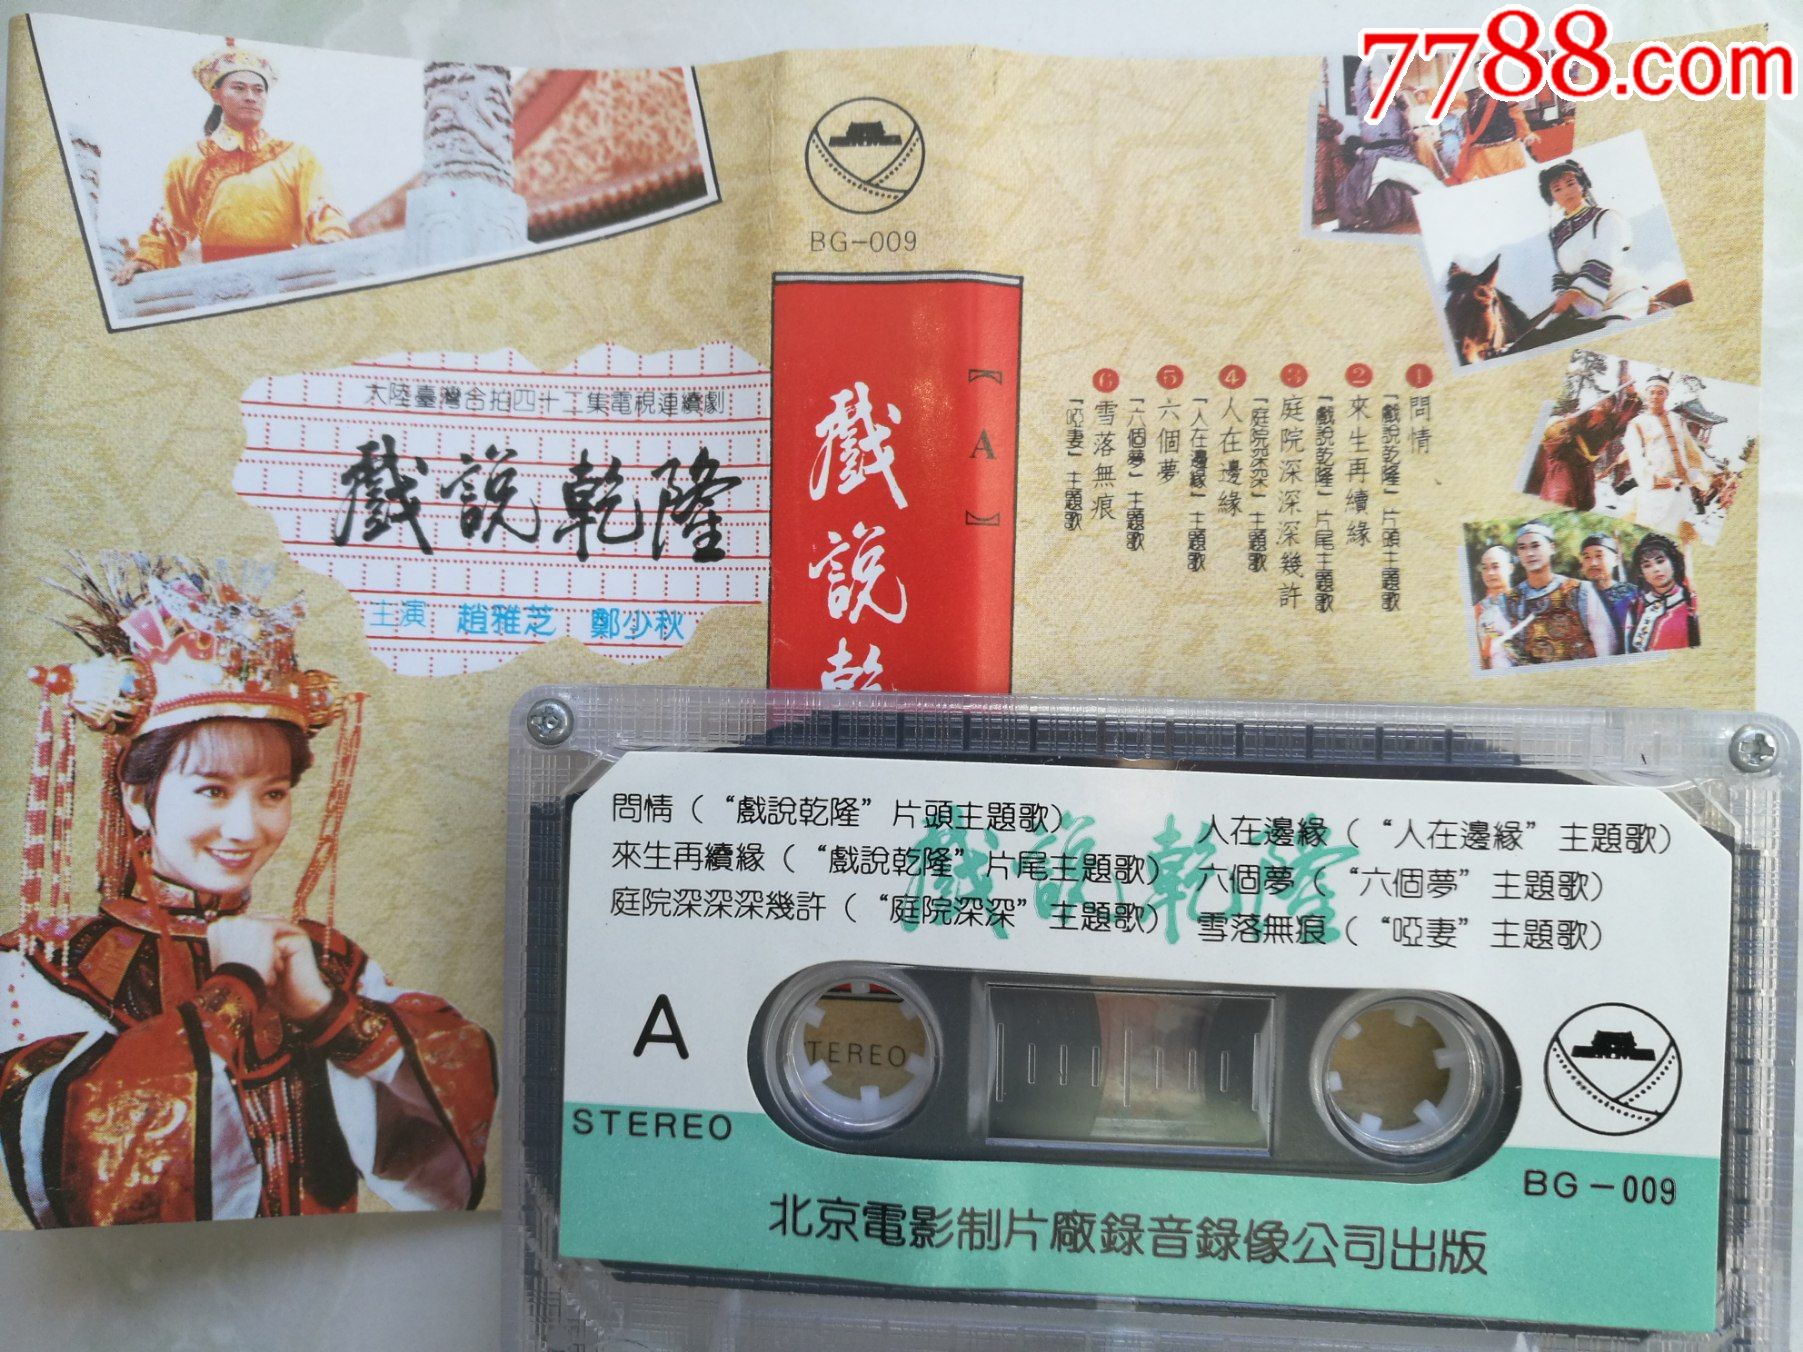 7788.com
BG-009
大陸臺灣合拍四十二集電視連續劇
戲說乾隆
主演 趙雅芝 鄭少秋
戲說乾
【A】
1 問情
「戲說乾隆」片頭主題歌
2 來生再續緣
「戲說乾隆」片尾主題歌
3 庭院深深深幾許
「庭院深深」主題歌
4 人在邊緣
「人在邊緣」主題歌
5 六個夢
「六個夢」主題歌
6 雪落無痕
「啞妻」主題歌
戲說乾隆
問情(“戲說乾隆”片頭主題歌)
來生再續緣(“戲說乾隆”片尾主題歌)
庭院深深深幾許(“庭院深深”主題歌)
人在邊緣(“人在邊緣”主題歌)
六個夢(“六個夢”主題歌)
雪落無痕(“啞妻”主題歌)
A
STEREO
TEREO
BG-009
北京電影制片廠錄音錄像公司出版